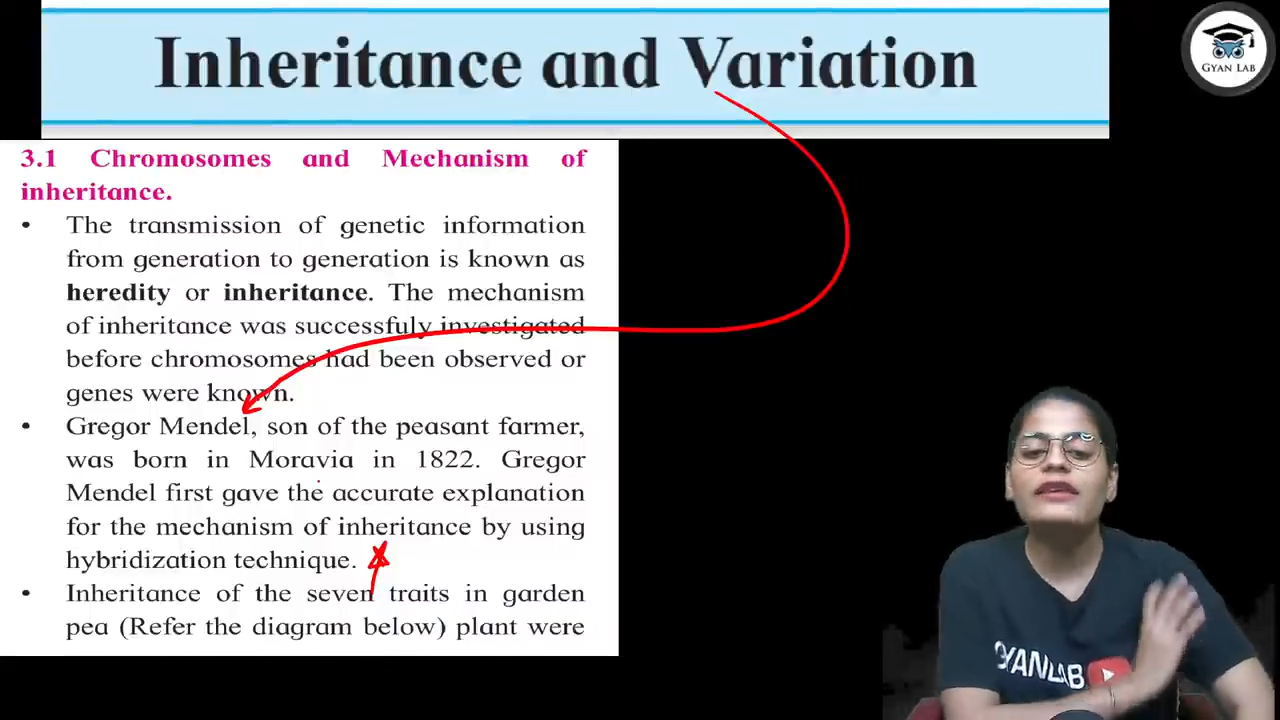 Inheritance and Variation
GYAN LAB
3.1 Chromosomes and Mechanism of
inheritance.
• The transmission of genetic information
from generation to generation is known as
heredity or inheritance. The mechanism
of inheritance was successfuly investigated
before chromosomes had been observed or
genes were known.
• Gregor Mendel, son of the peasant farmer,
was born in Moravia in 1822. Gregor
Mendel first gave the accurate explanation
for the mechanism of inheritance by using
hybridization technique.
• Inheritance of the seven traits in garden
pea (Refer the diagram below) plant were
GYANLAB